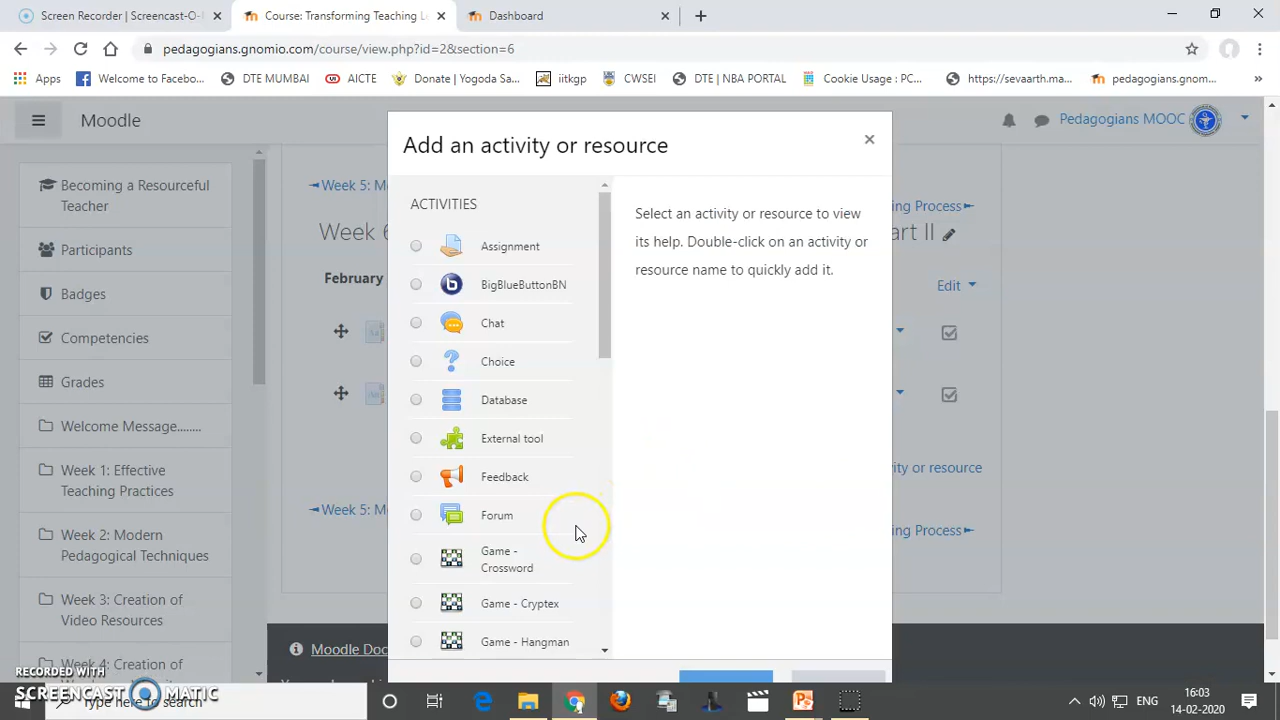 Screen Recorder | Screencast-O-
Course: Transforming Teaching Le
Dashboard
pedagogians.gnomio.com/course/view.php?id=2&section=6
Apps
Welcome to Facebo...
DTE MUMBAI
AICTE
Donate | Yogoda Sa...
iitkgp
CWSEI
DTE | NBA PORTAL
Cookie Usage : PC...
https://sevaarth.ma...
pedagogians.gnom...
»
Moodle
Pedagogians MOOC
Becoming a Resourceful
Teacher
Participants
Badges
Competencies
Grades
Welcome Message........
Week 1: Effective
Teaching Practices
Week 2: Modern
Pedagogical Techniques
Week 3: Creation of
Video Resources
Week 4: Creation of
Week 5: M
ing Process
Week 6
art II
February
Edit
ity or resource
Week 5: M
ing Process
Moodle Doc
Add an activity or resource
×
ACTIVITIES
Assignment
BigBlueButtonBN
Chat
Choice
Database
External tool
Feedback
Forum
Game -
Crossword
Game - Cryptex
Game - Hangman
Select an activity or resource to view
its help. Double-click on an activity or
resource name to quickly add it.
RECORDED WITH
SCREENCAST MATIC
Type here to search
ENG
16:03
14-02-2020